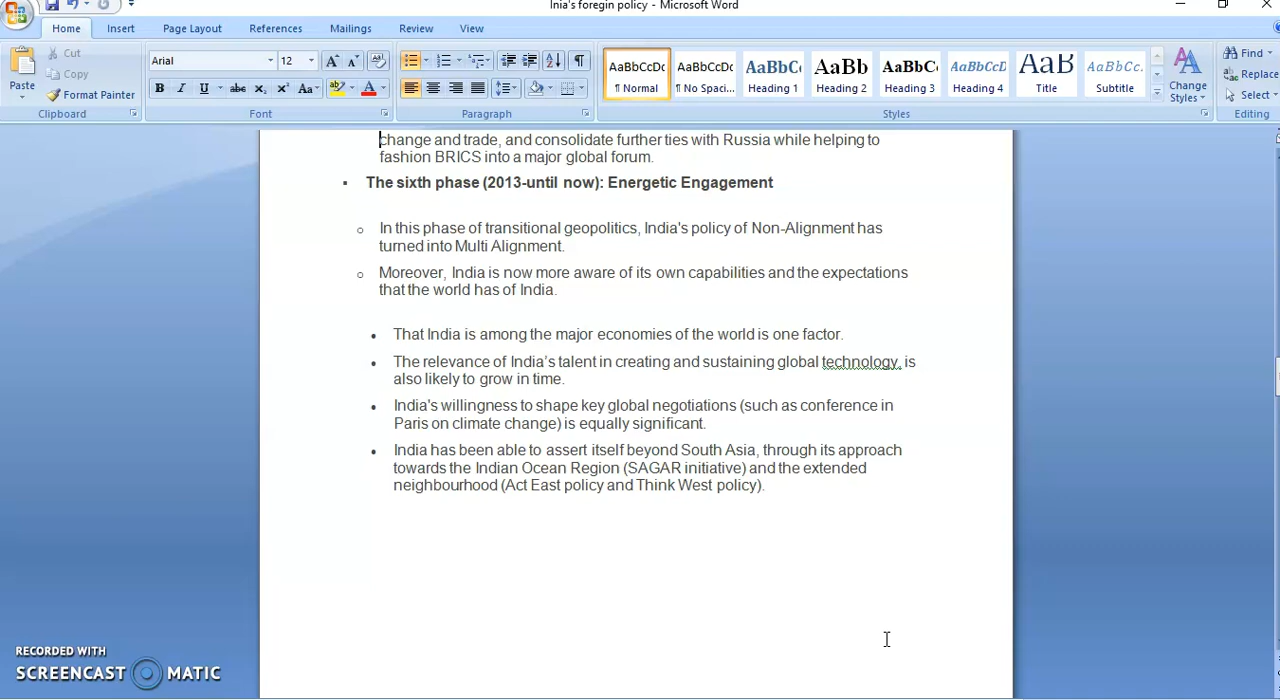 Inia's foregin policy - Microsoft Word
Home Insert Page Layout References Mailings Review View
Cut
Copy
Format Painter
Paste
Clipboard
Arial 12
B I U abc x₂ x² Aa
Font
Paragraph
AaBbCcDc AaBbCcDc AaBbC AaBb AaBbC AaBbCcD AaB AaBbCc.
¶ Normal ¶ No Spaci... Heading 1 Heading 2 Heading 3 Heading 4 Title Subtitle
Change
Styles
Styles
Find
Replace
Select
Editing
change and trade, and consolidate further ties with Russia while helping to
fashion BRICS into a major global forum.
▪ The sixth phase (2013-until now): Energetic Engagement
o In this phase of transitional geopolitics, India's policy of Non-Alignment has
turned into Multi Alignment.
o Moreover, India is now more aware of its own capabilities and the expectations
that the world has of India.
• That India is among the major economies of the world is one factor.
• The relevance of India’s talent in creating and sustaining global technology, is
also likely to grow in time.
• India's willingness to shape key global negotiations (such as conference in
Paris on climate change) is equally significant.
• India has been able to assert itself beyond South Asia, through its approach
towards the Indian Ocean Region (SAGAR initiative) and the extended
neighbourhood (Act East policy and Think West policy).
RECORDED WITH
SCREENCAST MATIC